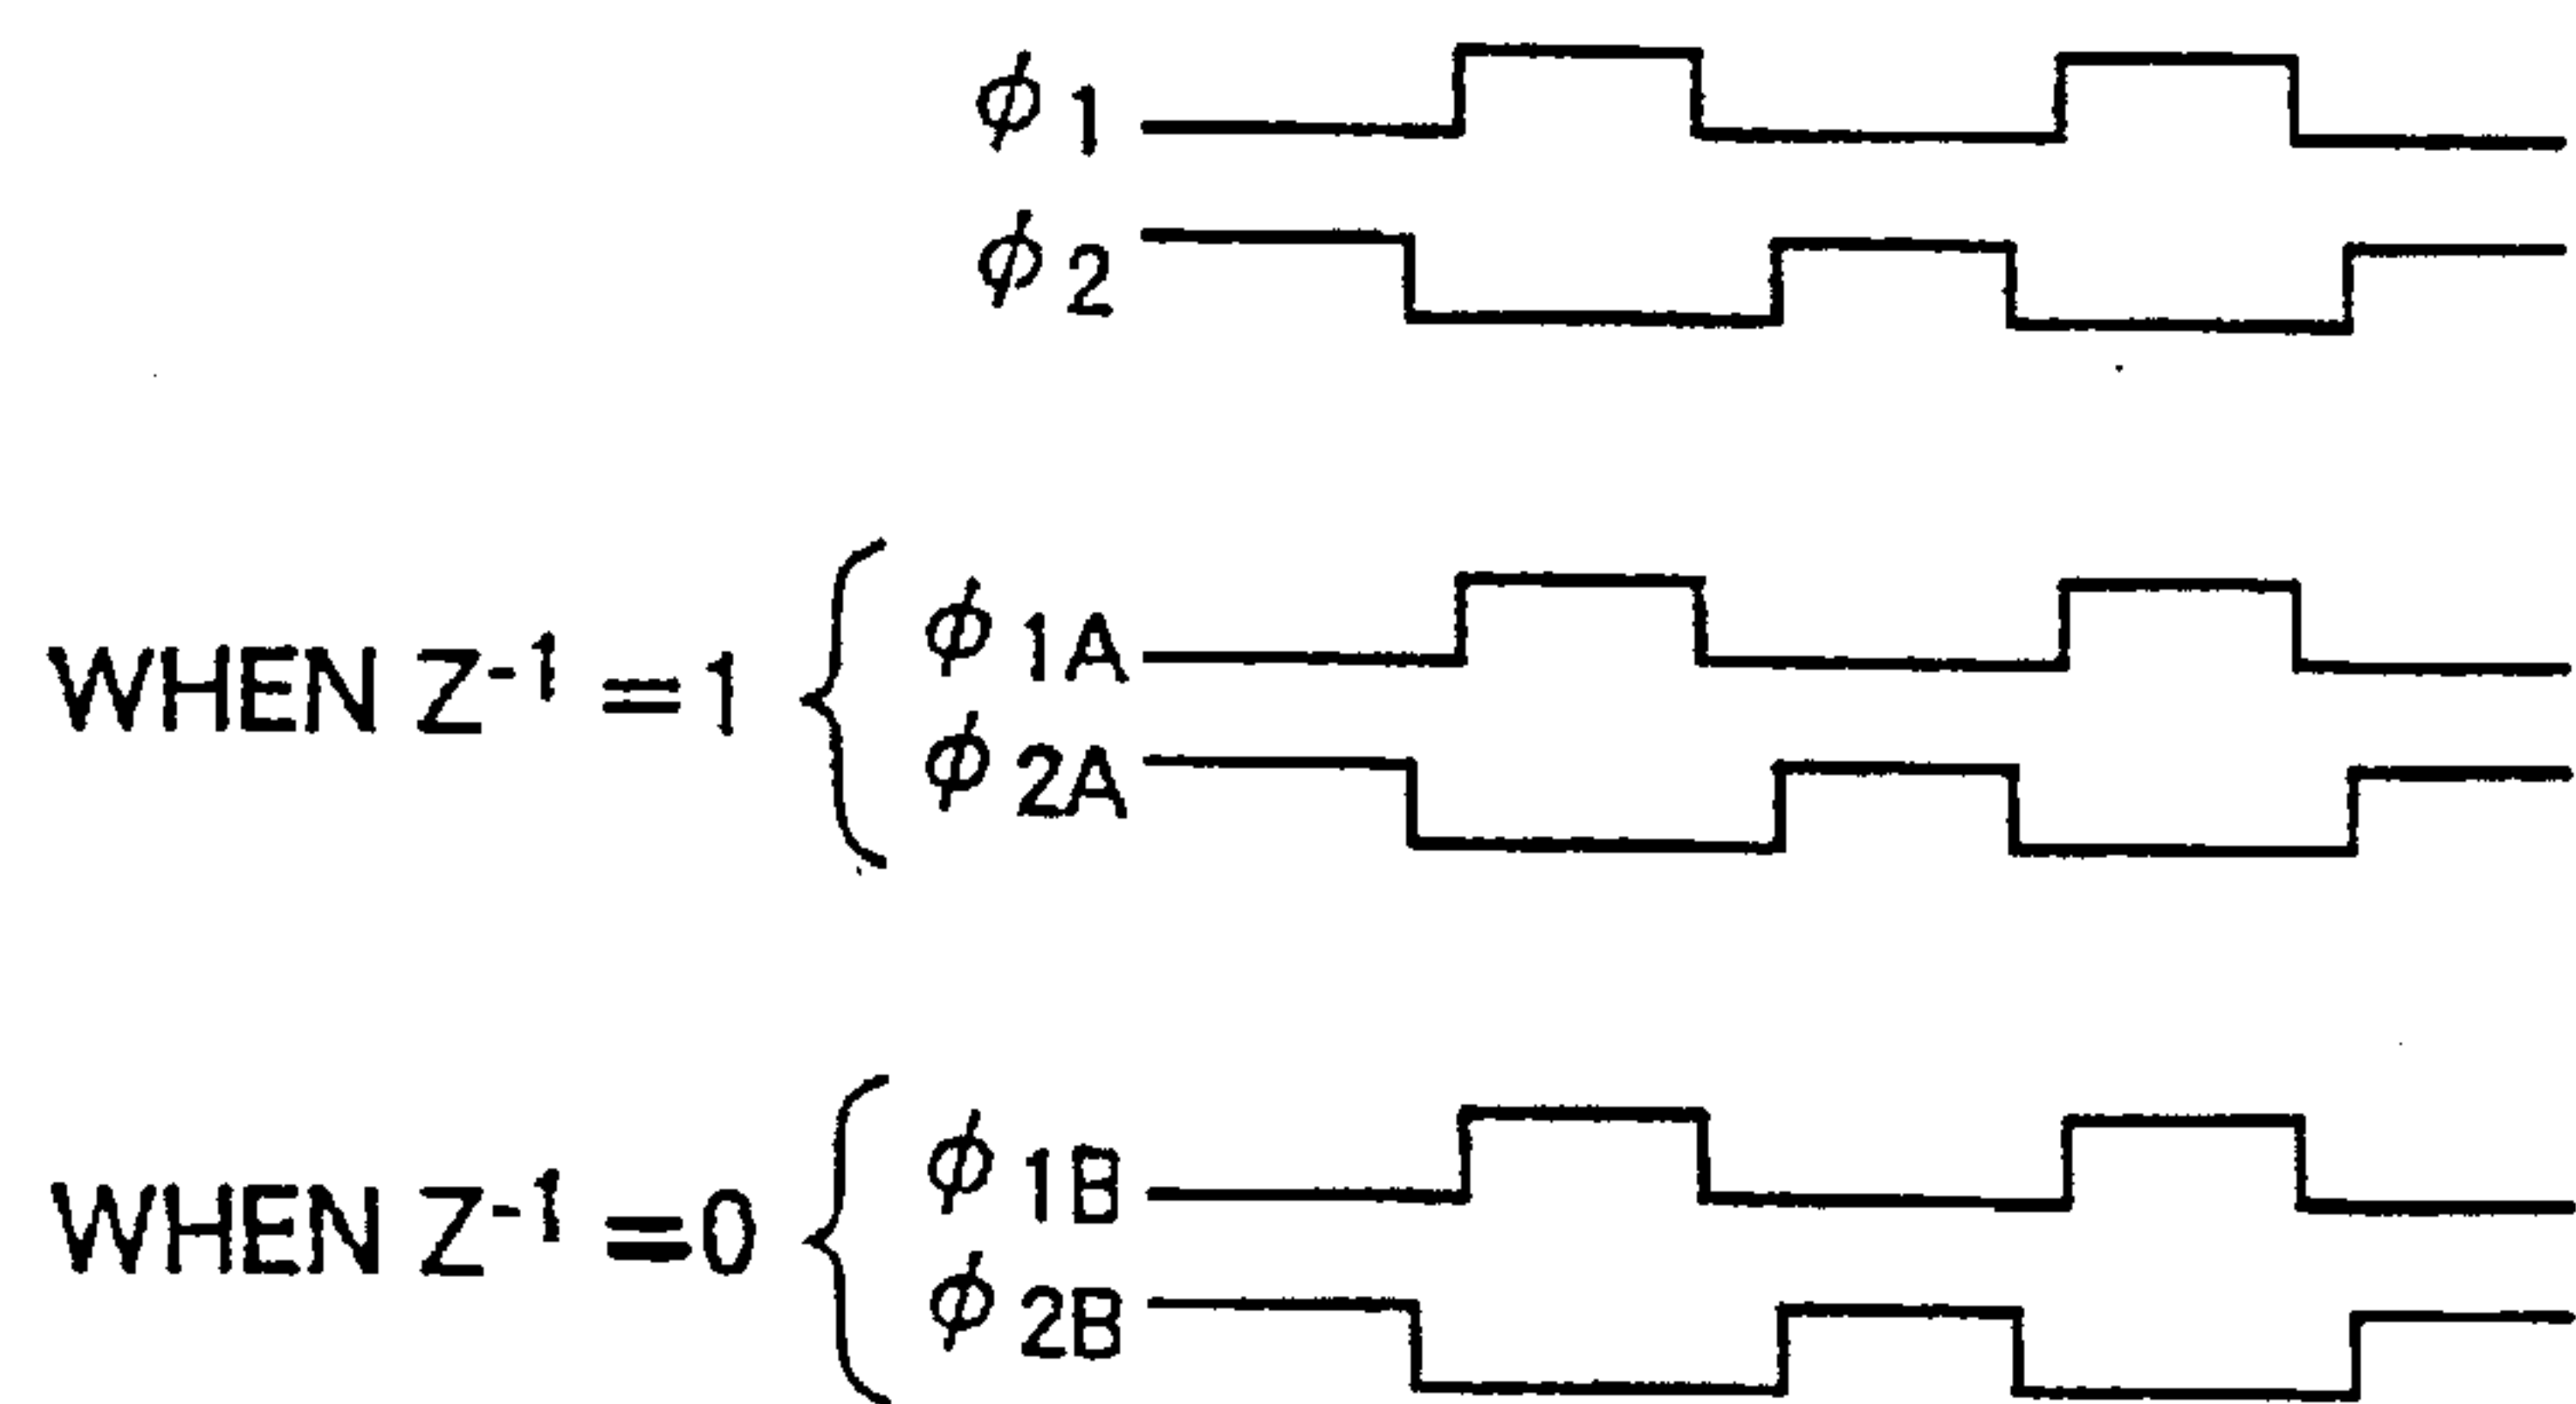 ϕ1
ϕ2
WHEN Z⁻¹ = 1
ϕ1A
ϕ2A
WHEN Z⁻¹ = 0
ϕ1B
ϕ2B